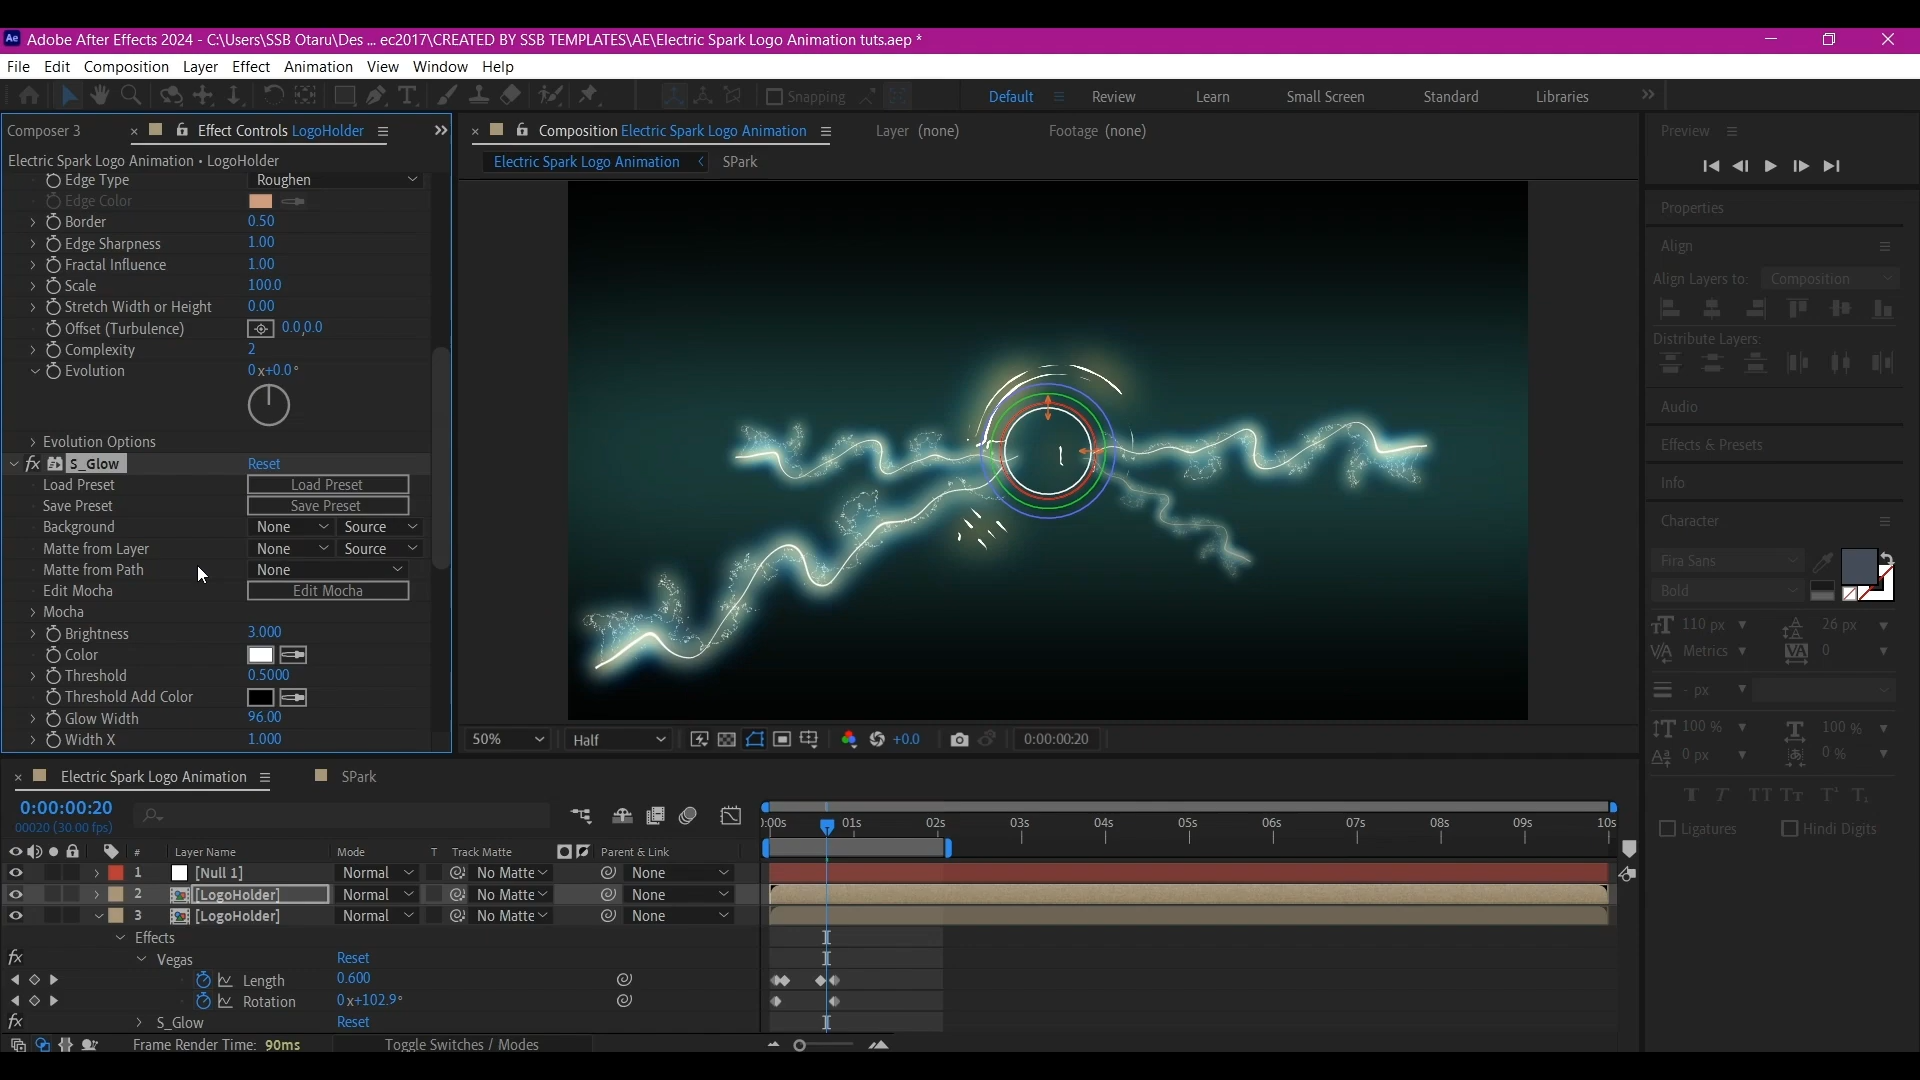 Ae Adobe After Effects 2024 - C:\Users\SSB Otaru\Des ... ec2017\CREATED BY SSB TEMPLATES\AE\Electric Spark Logo Animation tuts.aep *
File Edit Composition Layer Effect Animation View Window Help
Snapping
Default Review Learn Small Screen Standard Libraries
Composer 3 Effect Controls LogoHolder
Composition Electric Spark Logo Animation Layer (none) Footage (none)
Electric Spark Logo Animation • LogoHolder
Electric Spark Logo Animation SPark
Edge Type Roughen
Edge Color
Border 0.50
Edge Sharpness 1.00
Fractal Influence 1.00
Scale 100.0
Stretch Width or Height 0.00
Offset (Turbulence) 0.0,0.0
Complexity 2
Evolution 0x+0.0°
Evolution Options
fx S_Glow Reset
Load Preset Load Preset
Save Preset Save Preset
Background None Source
Matte from Layer None Source
Matte from Path None
Edit Mocha Edit Mocha
Mocha
Brightness 3.000
Color
Threshold 0.5000
Threshold Add Color
Glow Width 96.00
Width X 1.000
50% Half +0.0 0:00:00:20
Preview
Properties
Align
Align Layers to: Composition
Distribute Layers:
Audio
Effects & Presets
Info
Character
Fira Sans
Bold
110 px 26 px
Metrics 0
- px
100 % 100 %
0 px 0 %
T T TT Tт T¹ T₁
Ligatures Hindi Digits
Electric Spark Logo Animation SPark
0:00:00:20
00020 (30.00 fps)
):00s 01s 02s 03s 04s 05s 06s 07s 08s 09s 10s
# Layer Name Mode T Track Matte Parent & Link
1 [Null 1] Normal No Matte None
2 [LogoHolder] Normal No Matte None
3 [LogoHolder] Normal No Matte None
Effects
fx Vegas Reset
Length 0.600
Rotation 0x+102.9°
fx S_Glow Reset
Frame Render Time: 90ms Toggle Switches / Modes